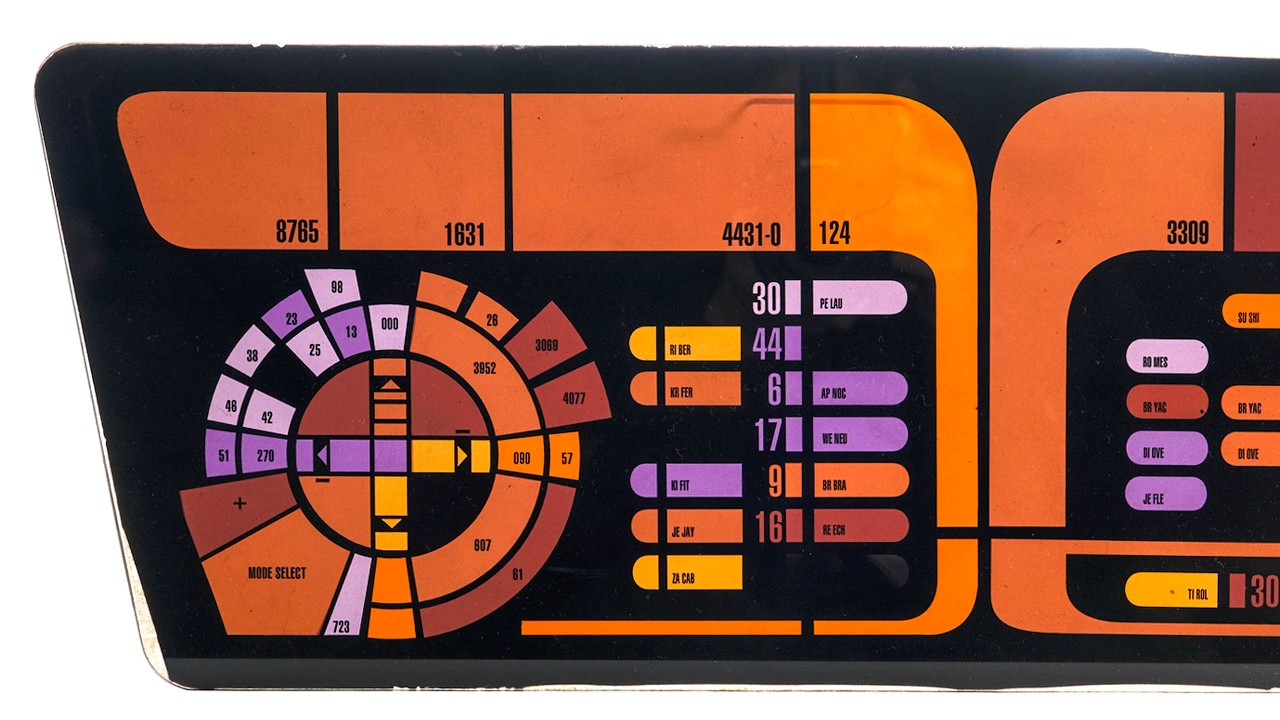 8765
1631
4431-0
124
3309
98
23
13
000
38
25
46
42
51
270
+
MODE SELECT
723
26
3952
3069
4077
090
57
607
61
−
−
30
PE LAU
RI BER
44
KR FER
6
AP NOC
17
WE NEU
KI FIT
9
BR BRA
JE JAY
16
RE ECH
ZA CAB
SU SHI
RO MES
BR YAC
BR YAC
DI OVE
DI OVE
JE FLE
TI ROL
30